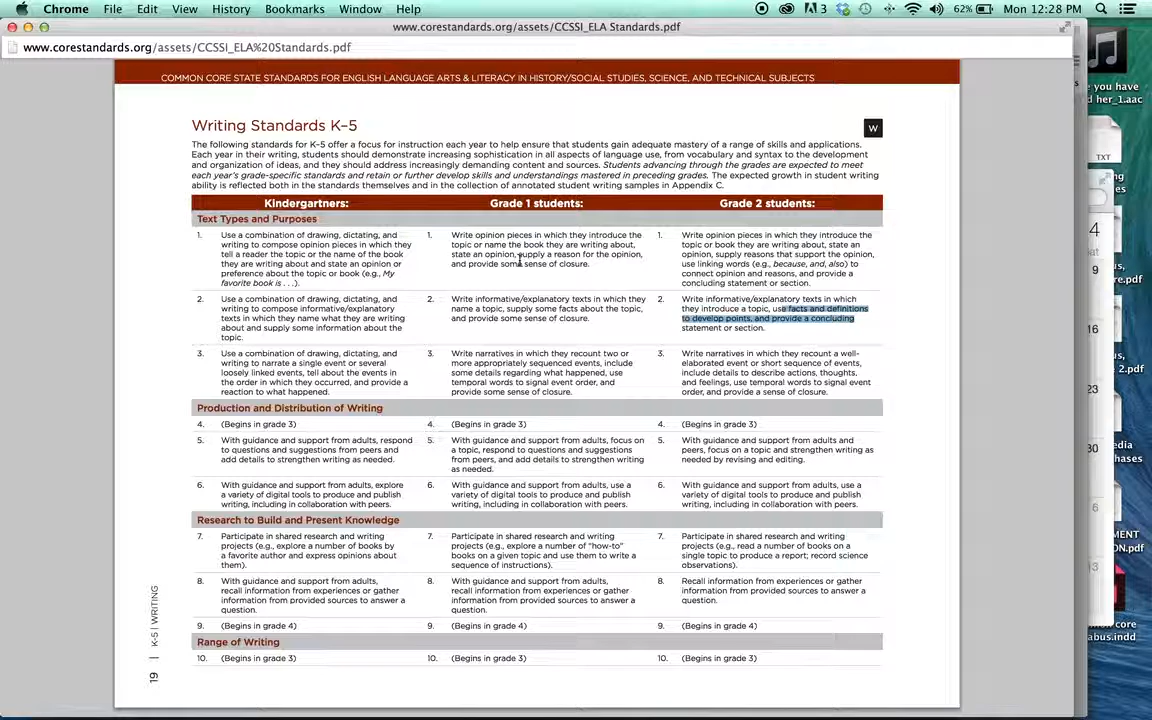 Chrome File Edit View History Bookmarks Window Help
3 62% Mon 12:28 PM
www.corestandards.org/assets/CCSSI_ELA Standards.pdf
www.corestandards.org/assets/CCSSI_ELA%20Standards.pdf
COMMON CORE STATE STANDARDS FOR ENGLISH LANGUAGE ARTS & LITERACY IN HISTORY/SOCIAL STUDIES, SCIENCE, AND TECHNICAL SUBJECTS
Writing Standards K–5
W
The following standards for K–5 offer a focus for instruction each year to help ensure that students gain adequate mastery of a range of skills and applications.
Each year in their writing, students should demonstrate increasing sophistication in all aspects of language use, from vocabulary and syntax to the development
and organization of ideas, and they should address increasingly demanding content and sources. Students advancing through the grades are expected to meet
each year's grade-specific standards and retain or further develop skills and understandings mastered in preceding grades. The expected growth in student writing
ability is reflected both in the standards themselves and in the collection of annotated student writing samples in Appendix C.
Kindergartners: Grade 1 students: Grade 2 students:
Text Types and Purposes
1. Use a combination of drawing, dictating, and
writing to compose opinion pieces in which they
tell a reader the topic or the name of the book
they are writing about and state an opinion or
preference about the topic or book (e.g., My
favorite book is . . .).
1. Write opinion pieces in which they introduce the
topic or name the book they are writing about,
state an opinion, supply a reason for the opinion,
and provide some sense of closure.
1. Write opinion pieces in which they introduce the
topic or book they are writing about, state an
opinion, supply reasons that support the opinion,
use linking words (e.g., because, and, also) to
connect opinion and reasons, and provide a
concluding statement or section.
2. Use a combination of drawing, dictating, and
writing to compose informative/explanatory
texts in which they name what they are writing
about and supply some information about the
topic.
2. Write informative/explanatory texts in which they
name a topic, supply some facts about the topic,
and provide some sense of closure.
2. Write informative/explanatory texts in which
they introduce a topic, use facts and definitions
to develop points, and provide a concluding
statement or section.
3. Use a combination of drawing, dictating, and
writing to narrate a single event or several
loosely linked events, tell about the events in
the order in which they occurred, and provide a
reaction to what happened.
3. Write narratives in which they recount two or
more appropriately sequenced events, include
some details regarding what happened, use
temporal words to signal event order, and
provide some sense of closure.
3. Write narratives in which they recount a well-
elaborated event or short sequence of events,
include details to describe actions, thoughts,
and feelings, use temporal words to signal event
order, and provide a sense of closure.
Production and Distribution of Writing
4. (Begins in grade 3)
4. (Begins in grade 3)
4. (Begins in grade 3)
5. With guidance and support from adults, respond
to questions and suggestions from peers and
add details to strengthen writing as needed.
5. With guidance and support from adults, focus on
a topic, respond to questions and suggestions
from peers, and add details to strengthen writing
as needed.
5. With guidance and support from adults and
peers, focus on a topic and strengthen writing as
needed by revising and editing.
6. With guidance and support from adults, explore
a variety of digital tools to produce and publish
writing, including in collaboration with peers.
6. With guidance and support from adults, use a
variety of digital tools to produce and publish
writing, including in collaboration with peers.
6. With guidance and support from adults, use a
variety of digital tools to produce and publish
writing, including in collaboration with peers.
Research to Build and Present Knowledge
7. Participate in shared research and writing
projects (e.g., explore a number of books by
a favorite author and express opinions about
them).
7. Participate in shared research and writing
projects (e.g., explore a number of "how-to"
books on a given topic and use them to write a
sequence of instructions).
7. Participate in shared research and writing
projects (e.g., read a number of books on a
single topic to produce a report; record science
observations).
8. With guidance and support from adults,
recall information from experiences or gather
information from provided sources to answer a
question.
8. With guidance and support from adults,
recall information from experiences or gather
information from provided sources to answer a
question.
8. Recall information from experiences or gather
information from provided sources to answer a
question.
9. (Begins in grade 4)
9. (Begins in grade 4)
9. (Begins in grade 4)
Range of Writing
10. (Begins in grade 3)
10. (Begins in grade 3)
10. (Begins in grade 3)
19 | K-5 | WRITING
you have
d her_1.aac
TXT
4
9
16
2.pdf
23
30